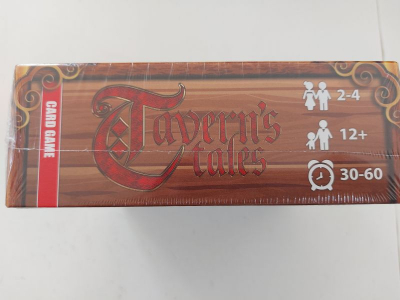 CARD GAME
Tavern's
tales
2-4
12+
30-60